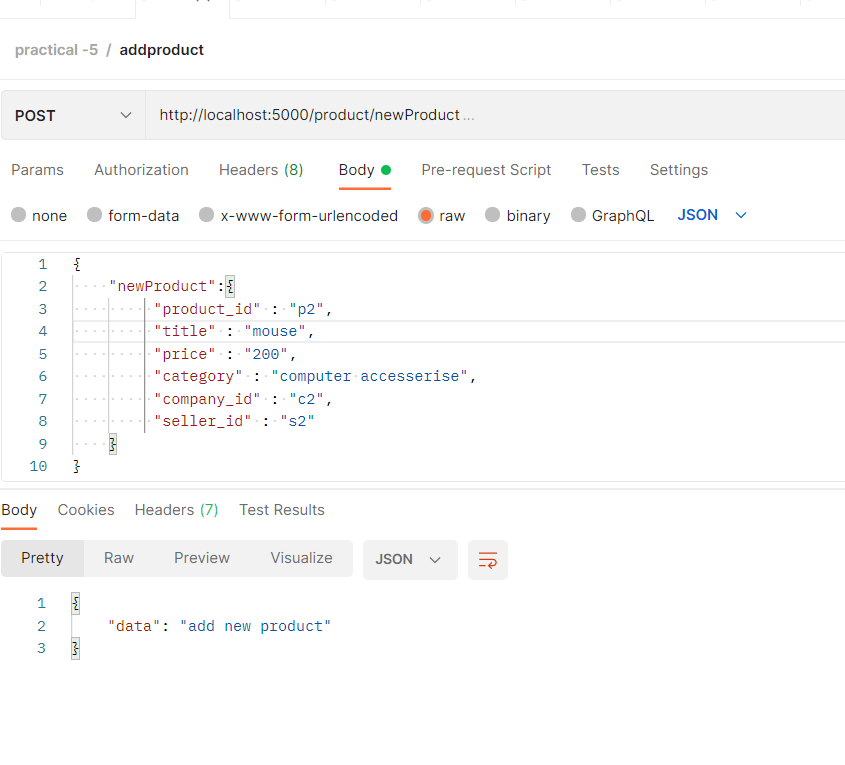 practical -5 / addproduct
POST http://localhost:5000/product/newProduct ...
Params Authorization Headers (8) Body Pre-request Script Tests Settings
none form-data x-www-form-urlencoded raw binary GraphQL JSON
1 {
2 "newProduct":{
3 "product_id" : "p2",
4 "title" : "mouse",
5 "price" : "200",
6 "category" : "computer accesserise",
7 "company_id" : "c2",
8 "seller_id" : "s2"
9 }
10 }
Body Cookies Headers (7) Test Results
Pretty Raw Preview Visualize JSON
1 {
2 "data": "add new product"
3 }